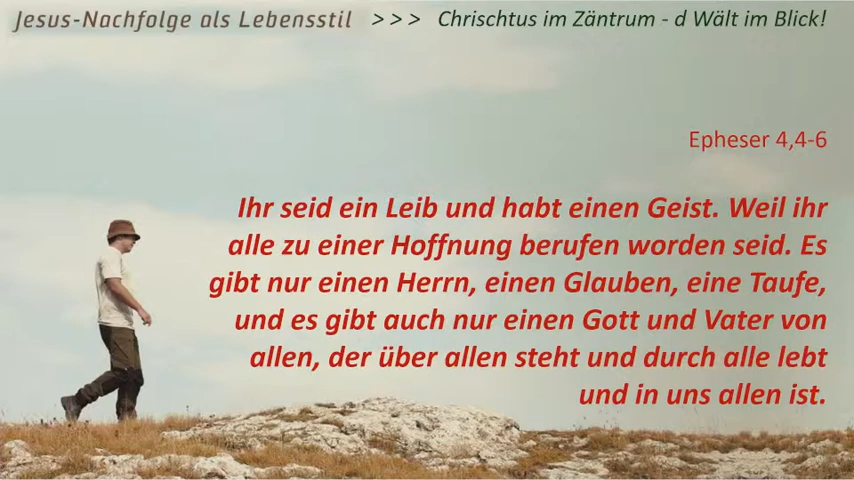 Jesus-Nachfolge als Lebensstil >>> Chrischtus im Zäntrum - d Wält im Blick!
Epheser 4,4-6
Ihr seid ein Leib und habt einen Geist. Weil ihr
alle zu einer Hoffnung berufen worden seid. Es
gibt nur einen Herrn, einen Glauben, eine Taufe,
und es gibt auch nur einen Gott und Vater von
allen, der über allen steht und durch alle lebt
und in uns allen ist.